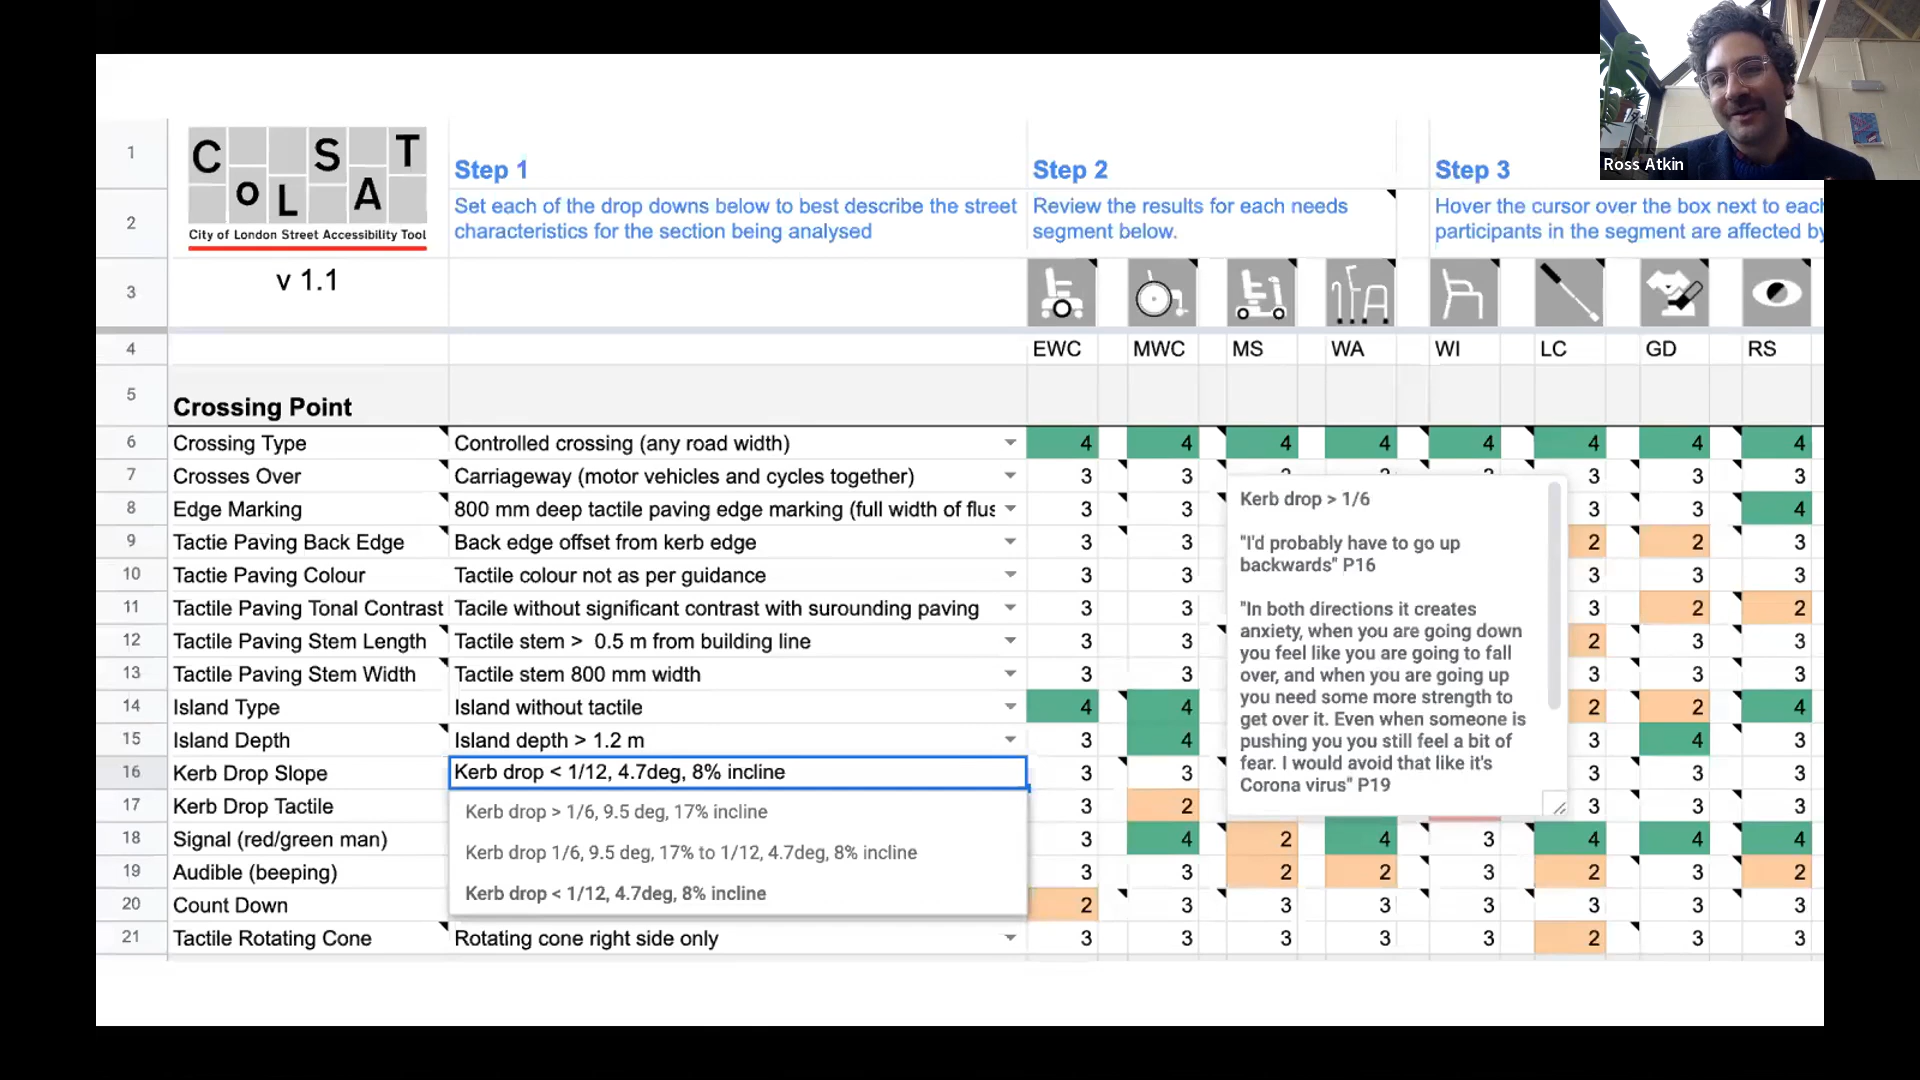 Ross Atkin
C o L S A T
City of London Street Accessibility Tool
v 1.1
1 Step 1 Step 2 Step 3
2 Set each of the drop downs below to best describe the street
characteristics for the section being analysed
Review the results for each needs
segment below.
Hover the cursor over the box next to each
participants in the segment are affected by
3
4 EWC MWC MS WA WI LC GD RS
5 Crossing Point
6 Crossing Type Controlled crossing (any road width) 4 4 4 4 4 4 4 4
7 Crosses Over Carriageway (motor vehicles and cycles together) 3 3 3 3
8 Edge Marking 800 mm deep tactile paving edge marking (full width of flus 3 3 3 3 4
9 Tactie Paving Back Edge Back edge offset from kerb edge 3 3 2 2 3
10 Tactie Paving Colour Tactile colour not as per guidance 3 3 3 3 3
11 Tactile Paving Tonal Contrast Tacile without significant contrast with surounding paving 3 3 3 2 2
12 Tactile Paving Stem Length Tactile stem > 0.5 m from building line 3 3 2 3 3
13 Tactile Paving Stem Width Tactile stem 800 mm width 3 3 3 3 3
14 Island Type Island without tactile 4 4 2 2 4
15 Island Depth Island depth > 1.2 m 3 4 3 4 3
16 Kerb Drop Slope Kerb drop < 1/12, 4.7deg, 8% incline 3 3 3 3 3
17 Kerb Drop Tactile Kerb drop > 1/6, 9.5 deg, 17% incline 3 2 3 3 3
18 Signal (red/green man) Kerb drop 1/6, 9.5 deg, 17% to 1/12, 4.7deg, 8% incline 3 4 2 4 3 4 4 4
19 Audible (beeping) Kerb drop < 1/12, 4.7deg, 8% incline 3 3 2 2 3 2 3 2
20 Count Down 2 3 3 3 3 3 3 3
21 Tactile Rotating Cone Rotating cone right side only 3 3 3 3 3 2 3 3
Kerb drop > 1/6
"I'd probably have to go up
backwards" P16
"In both directions it creates
anxiety, when you are going down
you feel like you are going to fall
over, and when you are going up
you need some more strength to
get over it. Even when someone is
pushing you you still feel a bit of
fear. I would avoid that like it's
Corona virus" P19